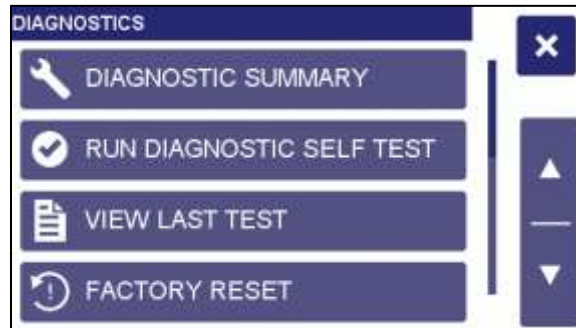 DIAGNOSTICS
DIAGNOSTIC SUMMARY
RUN DIAGNOSTIC SELF TEST
VIEW LAST TEST
FACTORY RESET